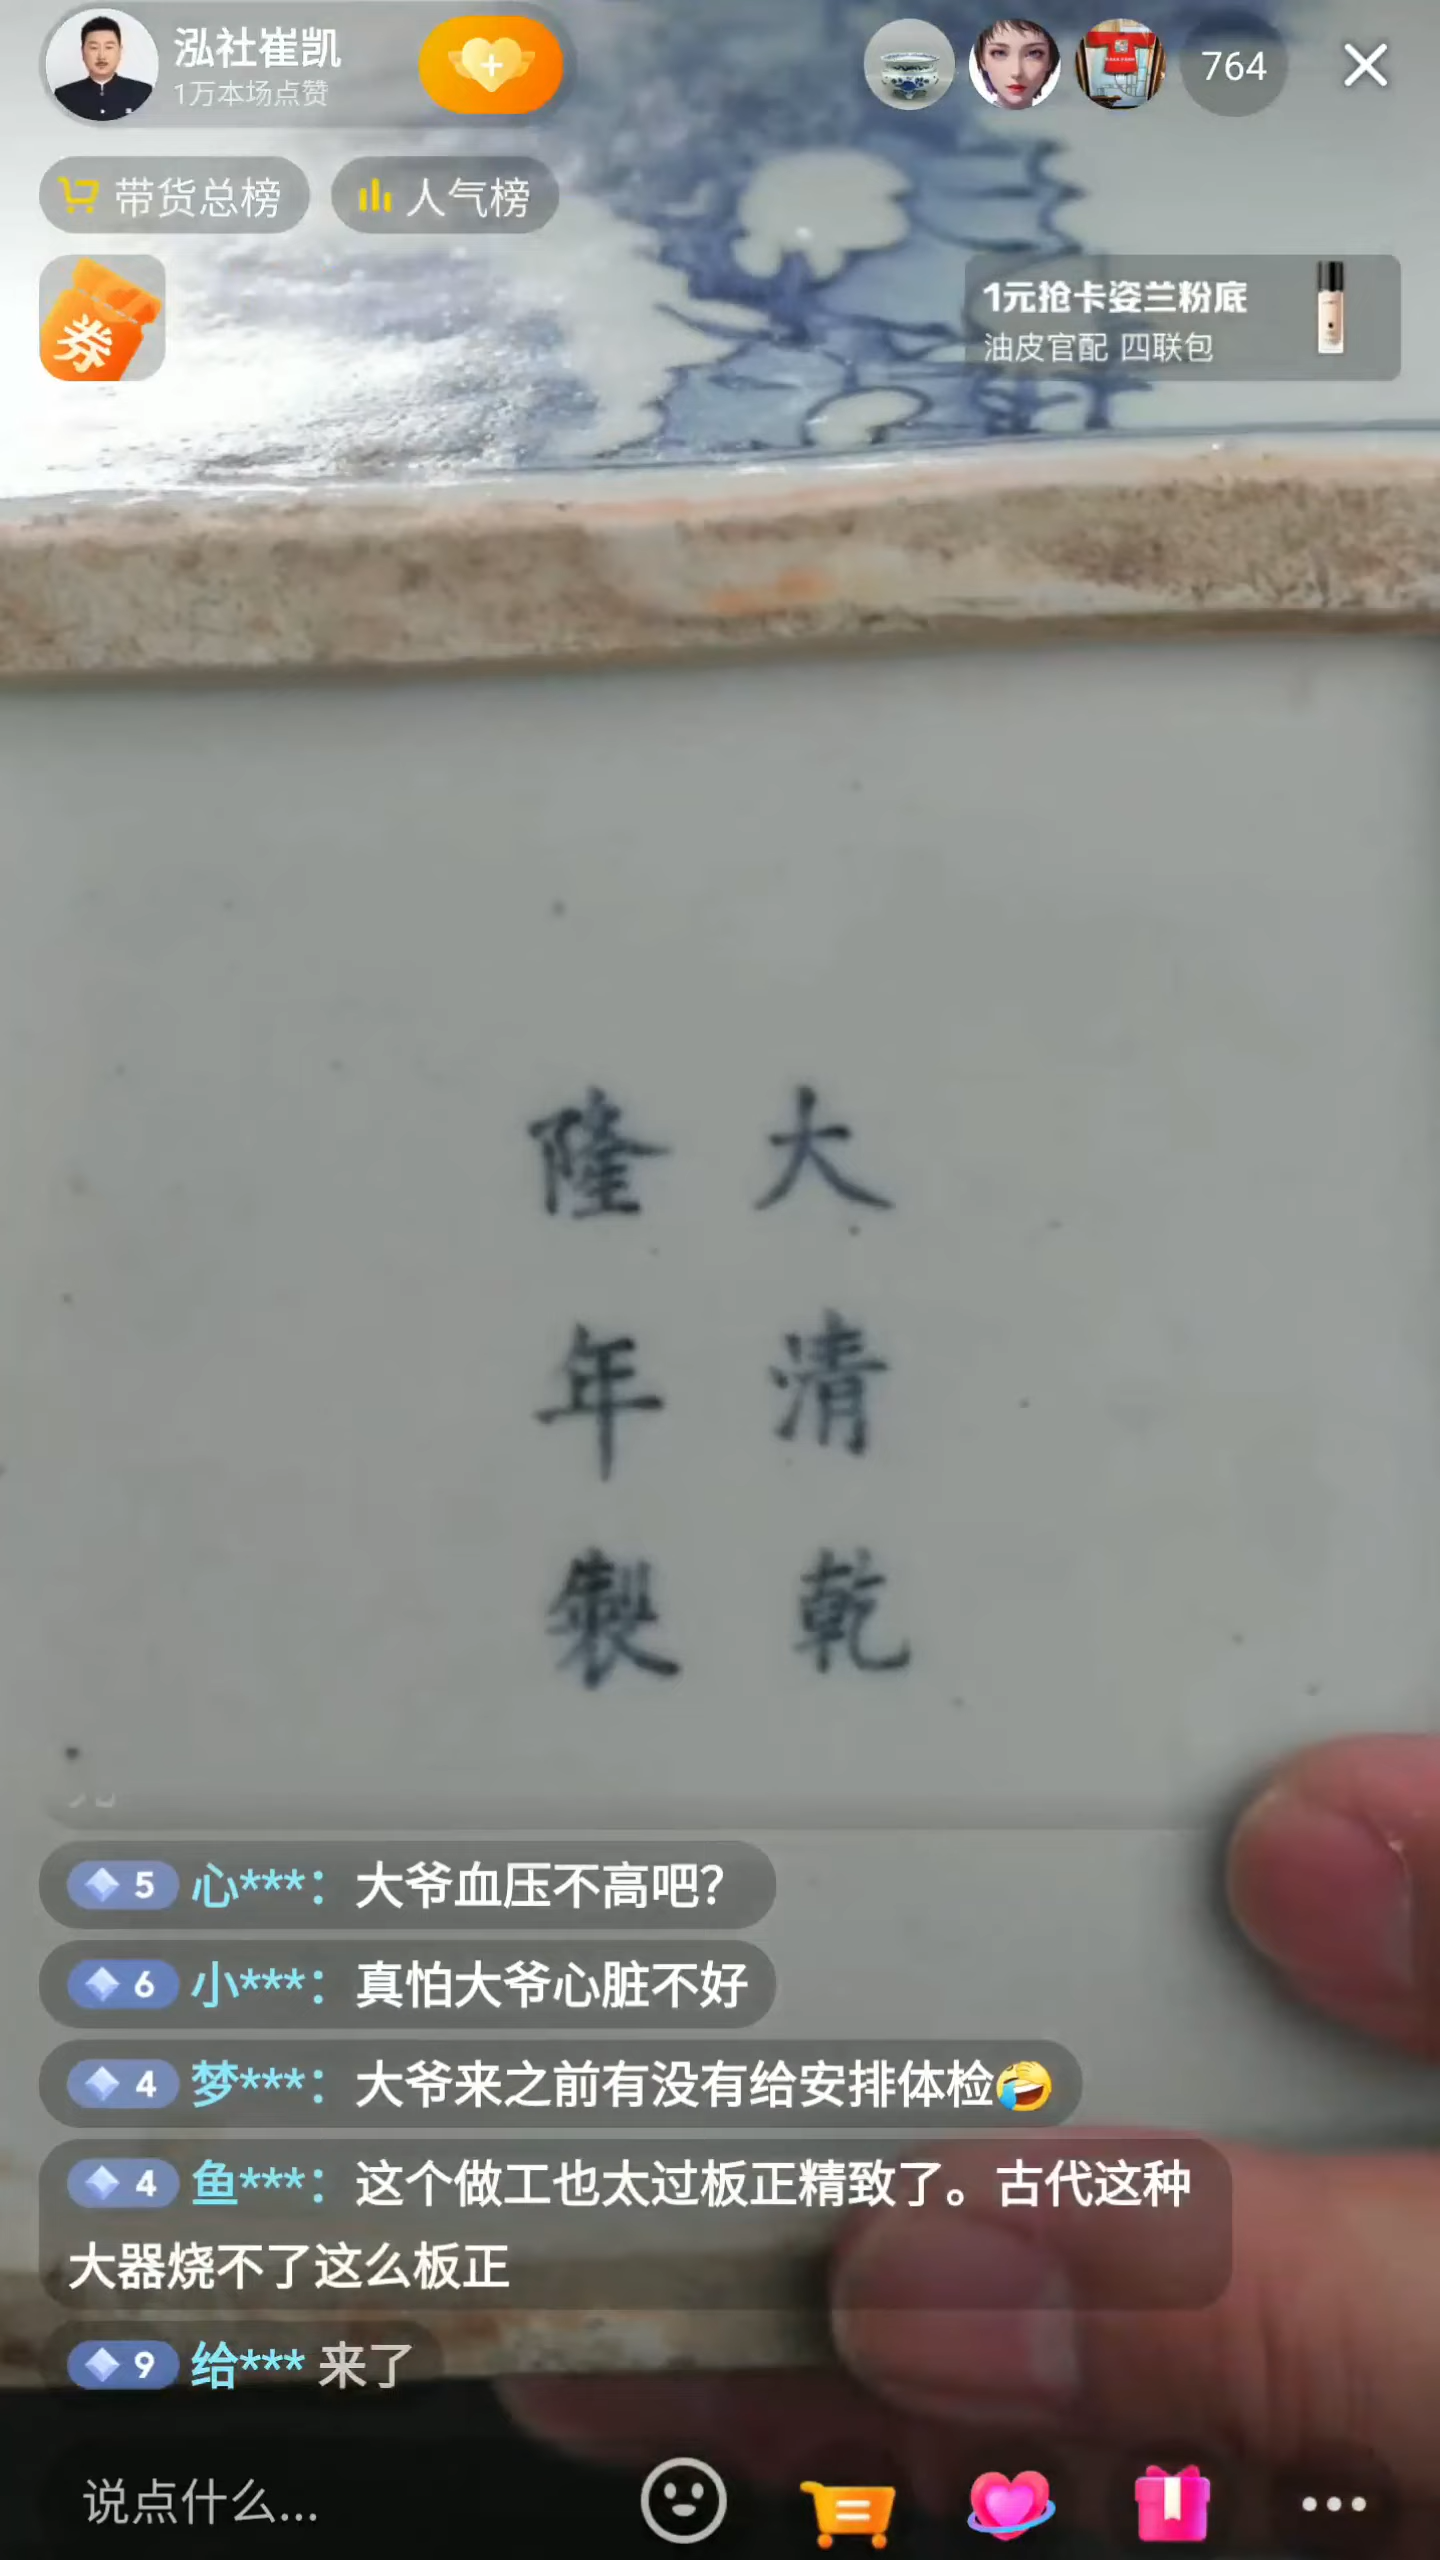 泓社崔凯
1万本场点赞
764
带货总榜
人气榜
券
1元抢卡姿兰粉底
油皮官配 四联包
大清乾
隆年製
5 心***：大爷血压不高吧？
6 小***：真怕大爷心脏不好
4 梦***：大爷来之前有没有给安排体检🤣
4 鱼***：这个做工也太过板正精致了。古代这种
大器烧不了这么板正
9 给*** 来了
说点什么...